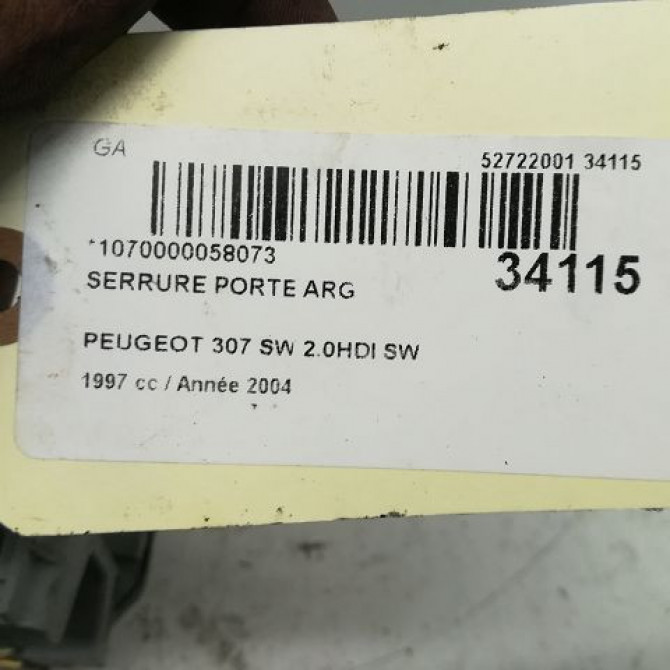 GA
52722001 34115
*1070000058073
34115
SERRURE PORTE ARG
PEUGEOT 307 SW 2.0HDI SW
1997 cc / Année 2004